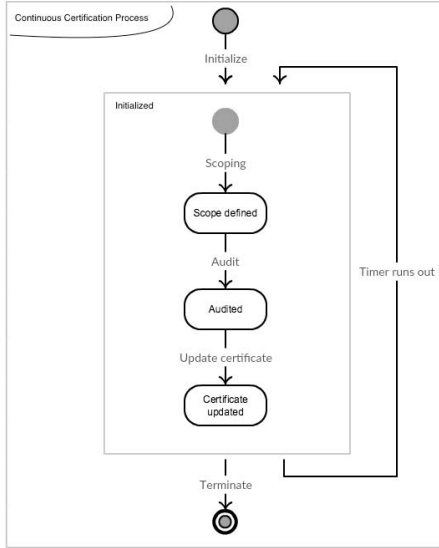 Continuous Certification Process
Initialize
Initialized
Scoping
Scope defined
Audit
Timer runs out
Audited
Update certificate
Certificate
updated
Terminate